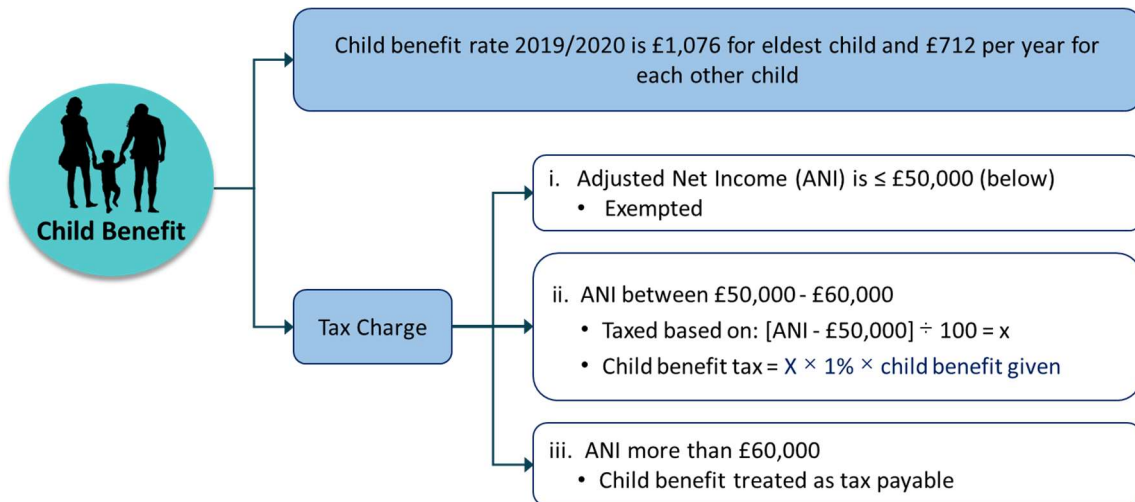 Child benefit rate 2019/2020 is £1,076 for eldest child and £712 per year for
each other child
Child Benefit
Tax Charge
i. Adjusted Net Income (ANI) is ≤ £50,000 (below)
• Exempted
ii. ANI between £50,000 - £60,000
• Taxed based on: [ANI - £50,000] ÷ 100 = x
• Child benefit tax = X × 1% × child benefit given
iii. ANI more than £60,000
• Child benefit treated as tax payable